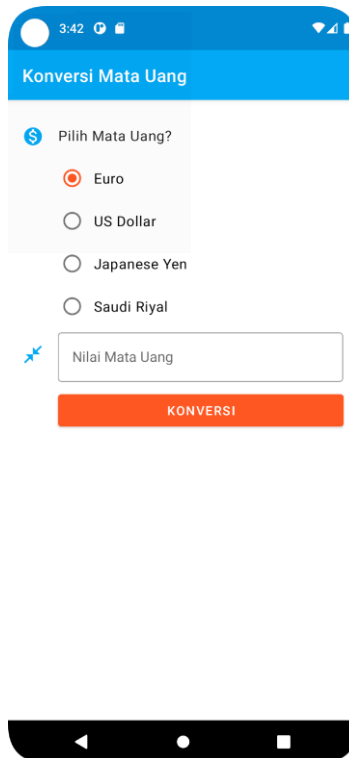 3:42
Konversi Mata Uang
Pilih Mata Uang?
Euro
US Dollar
Japanese Yen
Saudi Riyal
Nilai Mata Uang
KONVERSI